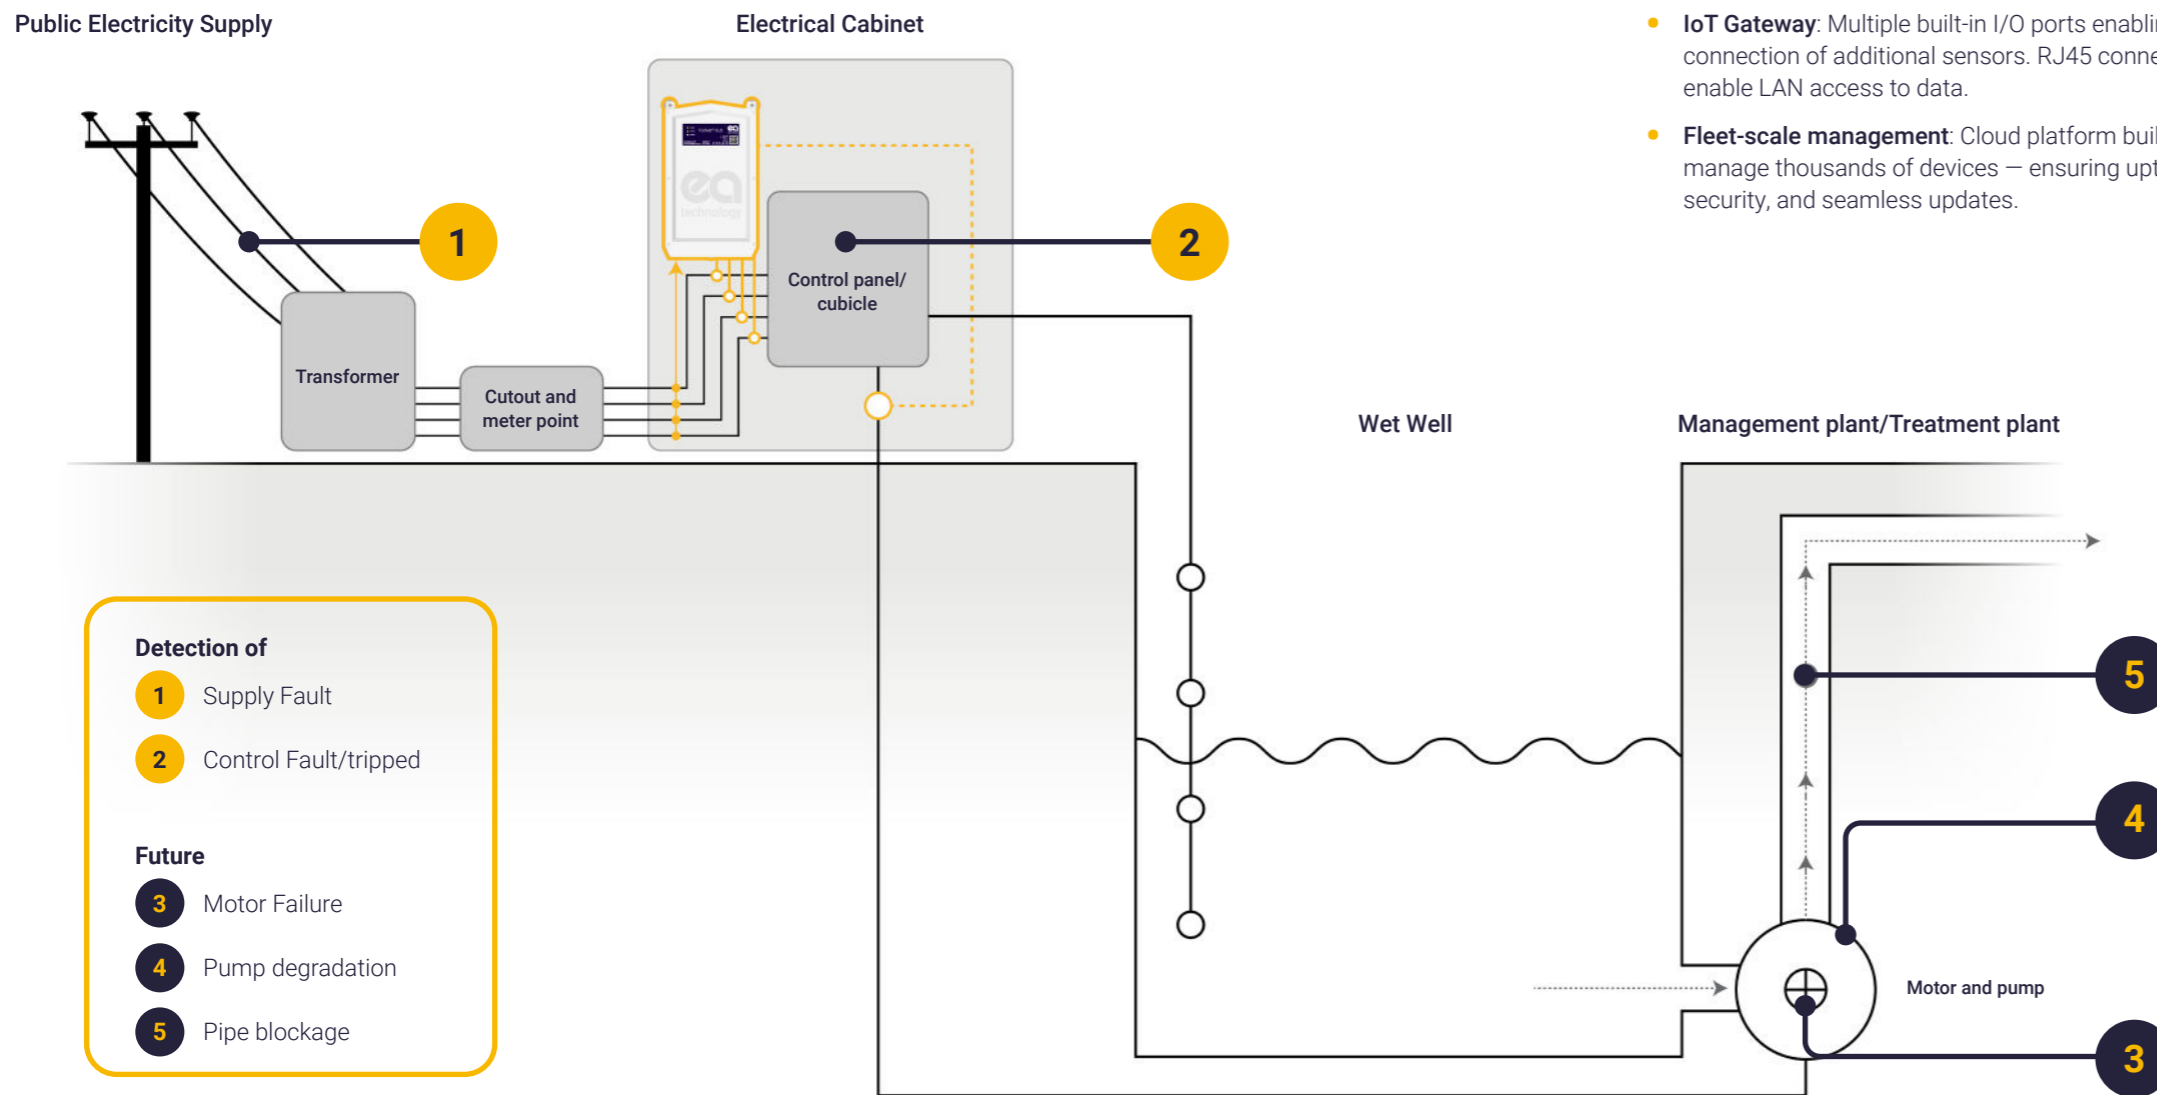 Public Electricity Supply
Electrical Cabinet
IoT Gateway: Multiple built-in I/O ports
connection of additional sensors. RJ45
enable LAN access to data.
Fleet-scale management: Cloud platform
manage thousands of devices — ensuring
security, and seamless updates.
ea
technology
1
2
Control panel/
cubicle
Transformer
Cutout and
meter point
Wet Well
Management plant/Treatment plant
Detection of
1 Supply Fault
2 Control Fault/tripped
Future
3 Motor Failure
4 Pump degradation
5 Pipe blockage
5
4
Motor and pump
3